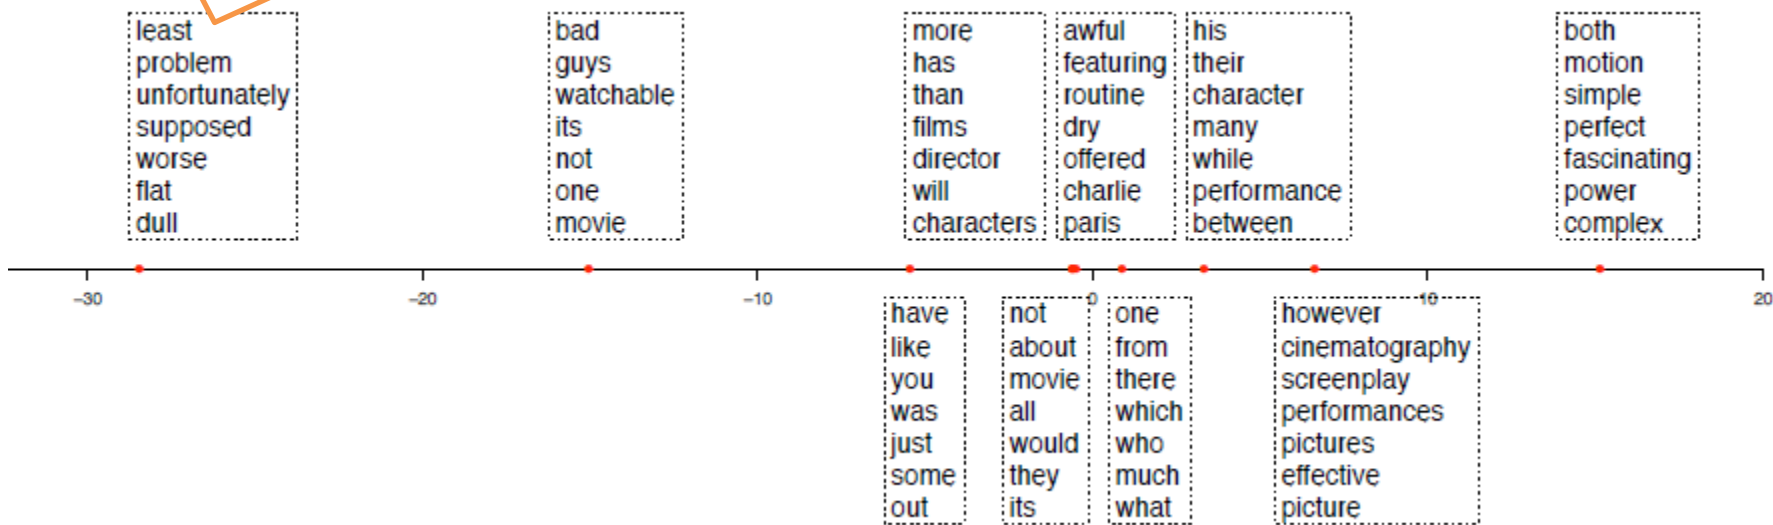 least
problem
unfortunately
supposed
worse
flat
dull
bad
guys
watchable
its
not
one
movie
more
has
than
films
director
will
characters
awful
featuring
routine
dry
offered
charlie
paris
his
their
character
many
while
performance
between
both
motion
simple
perfect
fascinating
power
complex
−30 −20 −10 0 10 20
have
like
you
was
just
some
out
not
about
movie
all
would
they
its
one
from
there
which
who
much
what
however
cinematography
screenplay
performances
pictures
effective
picture